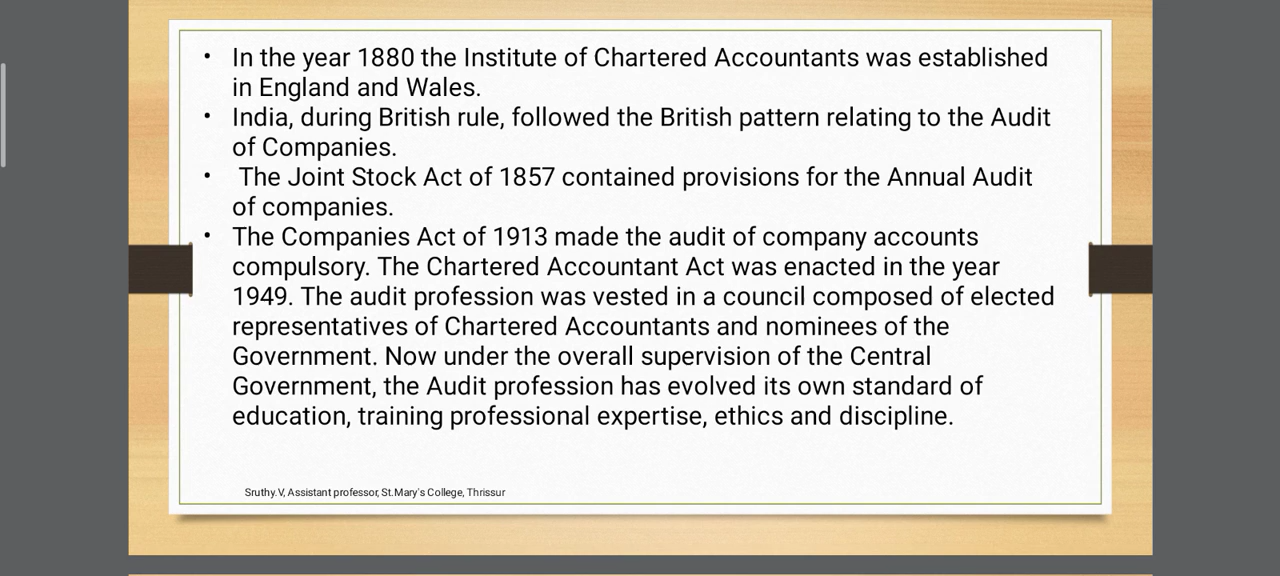 • In the year 1880 the Institute of Chartered Accountants was established
in England and Wales.
• India, during British rule, followed the British pattern relating to the Audit
of Companies.
• The Joint Stock Act of 1857 contained provisions for the Annual Audit
of companies.
• The Companies Act of 1913 made the audit of company accounts
compulsory. The Chartered Accountant Act was enacted in the year
1949. The audit profession was vested in a council composed of elected
representatives of Chartered Accountants and nominees of the
Government. Now under the overall supervision of the Central
Government, the Audit profession has evolved its own standard of
education, training professional expertise, ethics and discipline.
Sruthy.V, Assistant professor, St.Mary's College, Thrissur